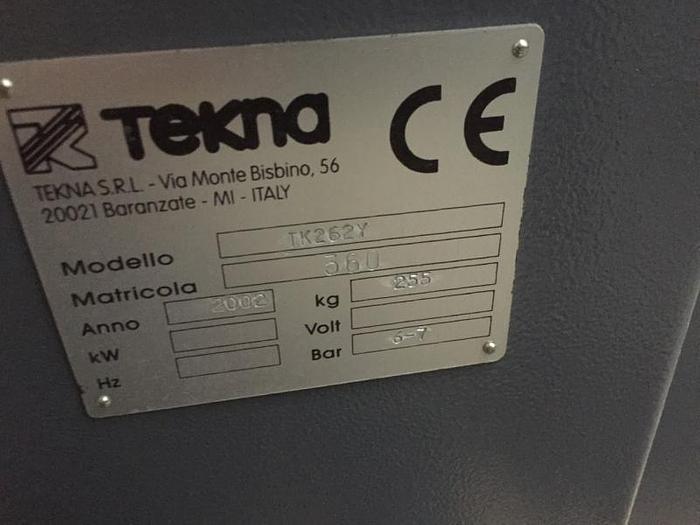 Tekna CE
TEKNA S.R.L. - Via Monte Bisbino, 56
20021 Baranzate - MI - ITALY
Modello TK262Y
Matricola 360
Anno 2002 kg 255
kW Volt
Hz Bar 6-7